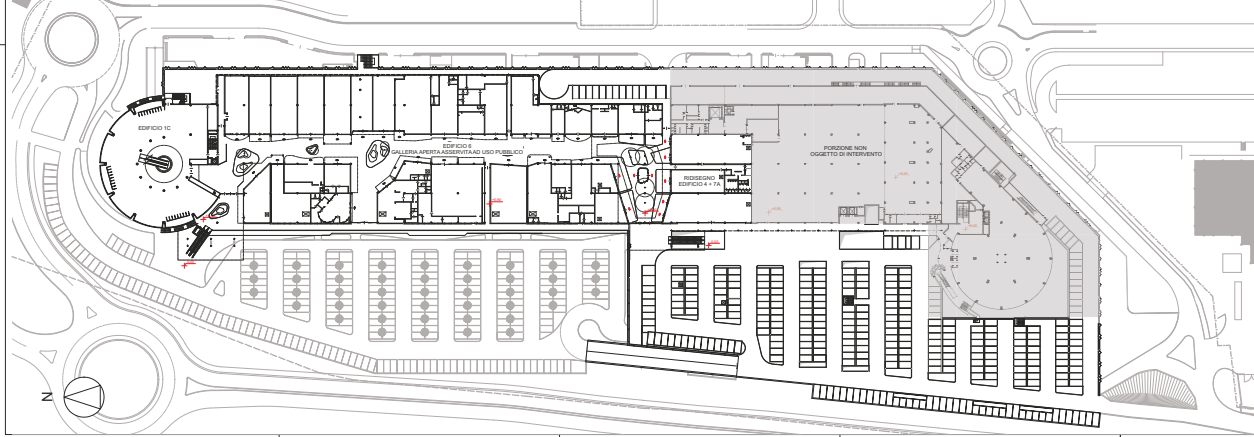 EDIFICIO 1C
EDIFICIO 6
GALLERIA APERTA ASSERVITA AD USO PUBBLICO
PORZIONE NON
OGGETTO DI INTERVENTO
RIDISEGNO
EDIFICIO 4 + 7A
N